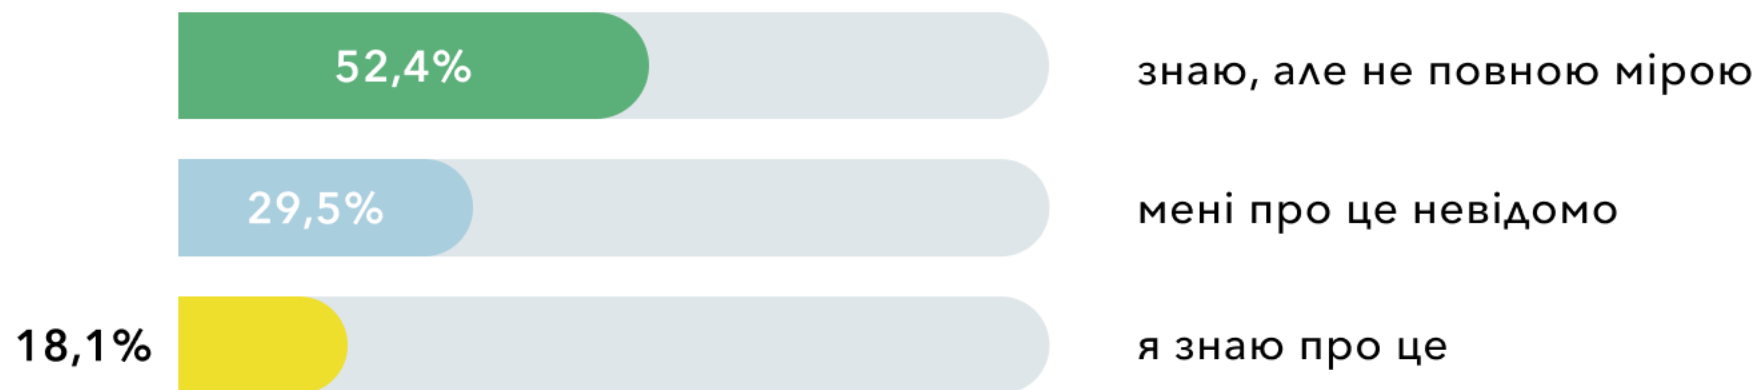 52,4% знаю, але не повною мірою
29,5% мені про це невідомо
18,1% я знаю про це